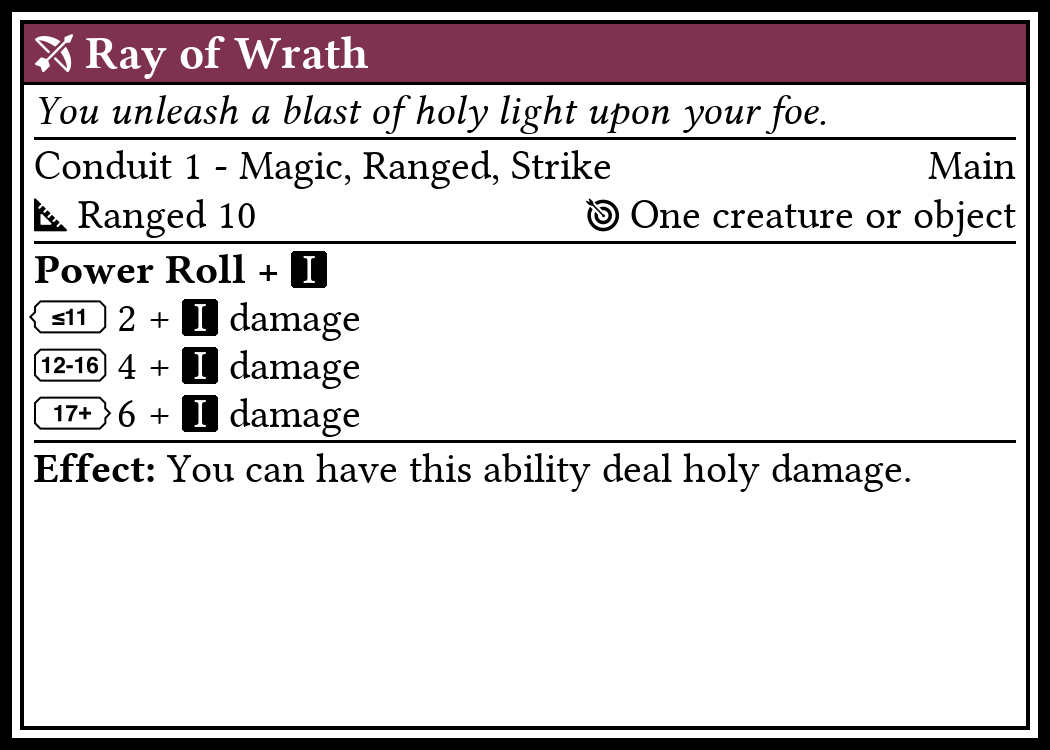 Ray of Wrath
You unleash a blast of holy light upon your foe.
Conduit 1 - Magic, Ranged, Strike Main
Ranged 10 One creature or object
Power Roll + I
≤11 2 + I damage
12-16 4 + I damage
17+ 6 + I damage
Effect: You can have this ability deal holy damage.